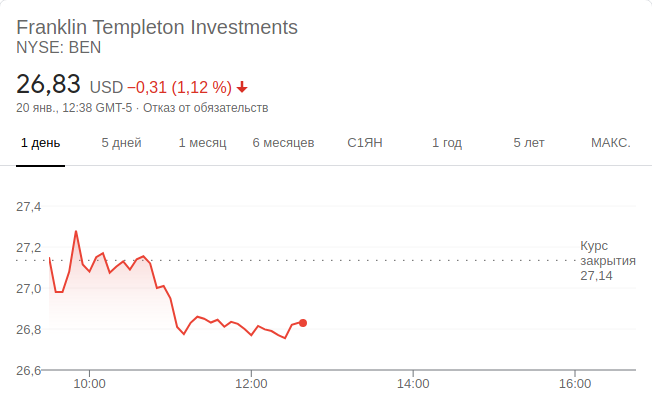 Franklin Templeton Investments
NYSE: BEN
26,83 USD −0,31 (1,12 %)
20 янв., 12:38 GMT-5 · Отказ от обязательств
1 день 5 дней 1 месяц 6 месяцев С1ЯН 1 год 5 лет МАКС.
27,4
27,2
27,0
26,8
26,6
Курс
закрытия
27,14
10:00 12:00 14:00 16:00